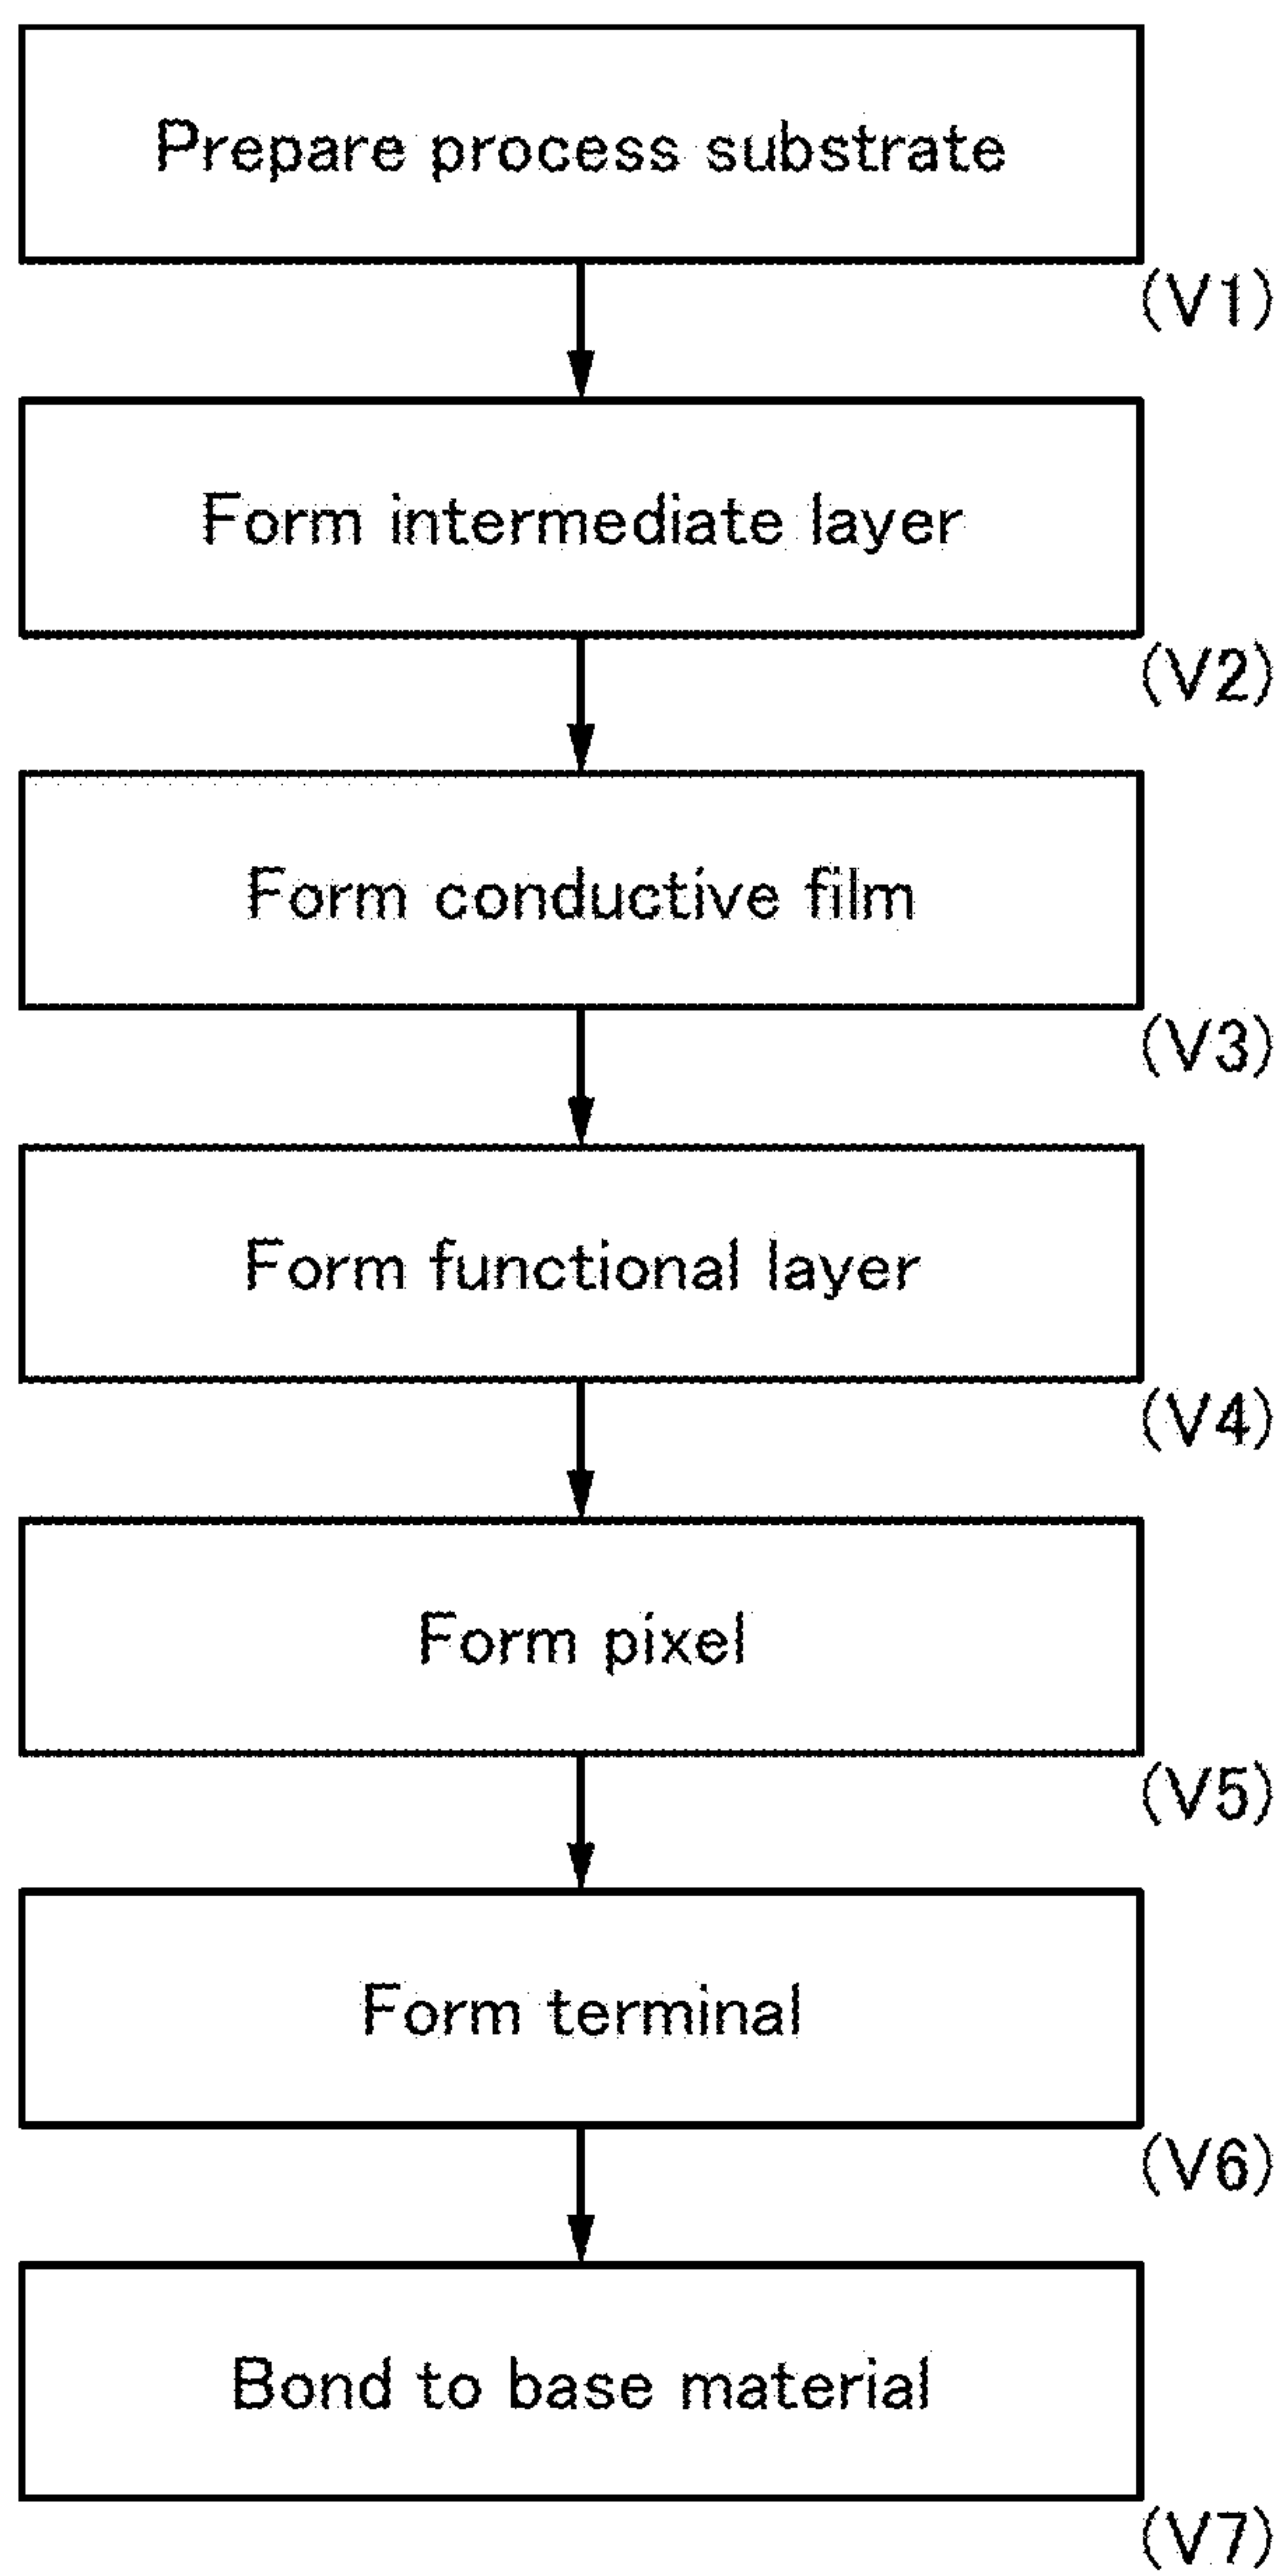 Prepare process substrate
(V1)
Form intermediate layer
(V2)
Form conductive film
(V3)
Form functional layer
(V4)
Form pixel
(V5)
Form terminal
(V6)
Bond to base material
(V7)